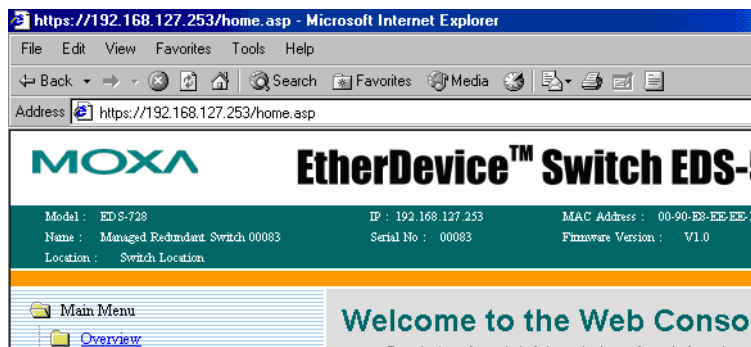 https://192.168.127.253/home.asp - Microsoft Internet Explorer
File Edit View Favorites Tools Help
Back Search Favorites Media
Address https://192.168.127.253/home.asp
MOXA EtherDevice™ Switch EDS-
Model : EDS-728 IP : 192.168.127.253 MAC Address : 00-90-E8-EE-EE-
Name : Managed Redundant Switch 00083 Serial No : 00083 Firmware Version : V1.0
Location : Switch Location
Main Menu
Overview
Welcome to the Web Conso